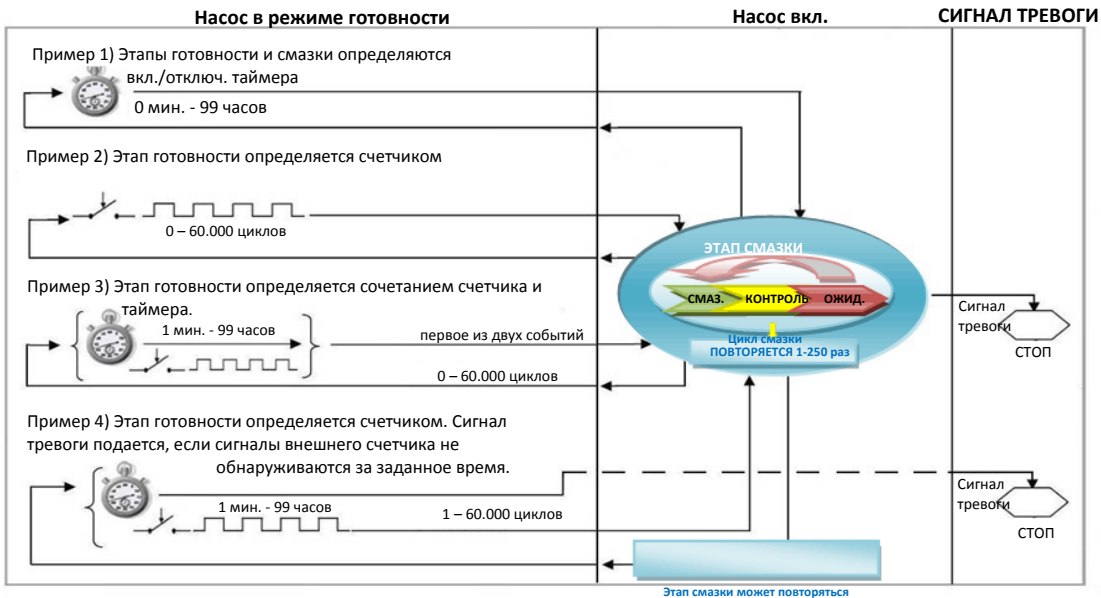 Насос в режиме готовности
Насос вкл.
СИГНАЛ ТРЕВОГИ
Пример 1) Этапы готовности и смазки определяются
вкл./отключ. таймера
0 мин. - 99 часов
Пример 2) Этап готовности определяется счетчиком
0 – 60.000 циклов
ЭТАП СМАЗКИ
СМАЗ.
КОНТРОЛЬ
ОЖИД.
Цикл смазки
ПОВТОРЯЕТСЯ 1-250 раз
Сигнал
тревоги
СТОП
Пример 3) Этап готовности определяется сочетанием счетчика и
таймера.
1 мин. - 99 часов
первое из двух событий
0 – 60.000 циклов
Пример 4) Этап готовности определяется счетчиком. Сигнал
тревоги подается, если сигналы внешнего счетчика не
обнаруживаются за заданное время.
1 мин. - 99 часов
1 – 60.000 циклов
Сигнал
тревоги
СТОП
Этап смазки может повторяться